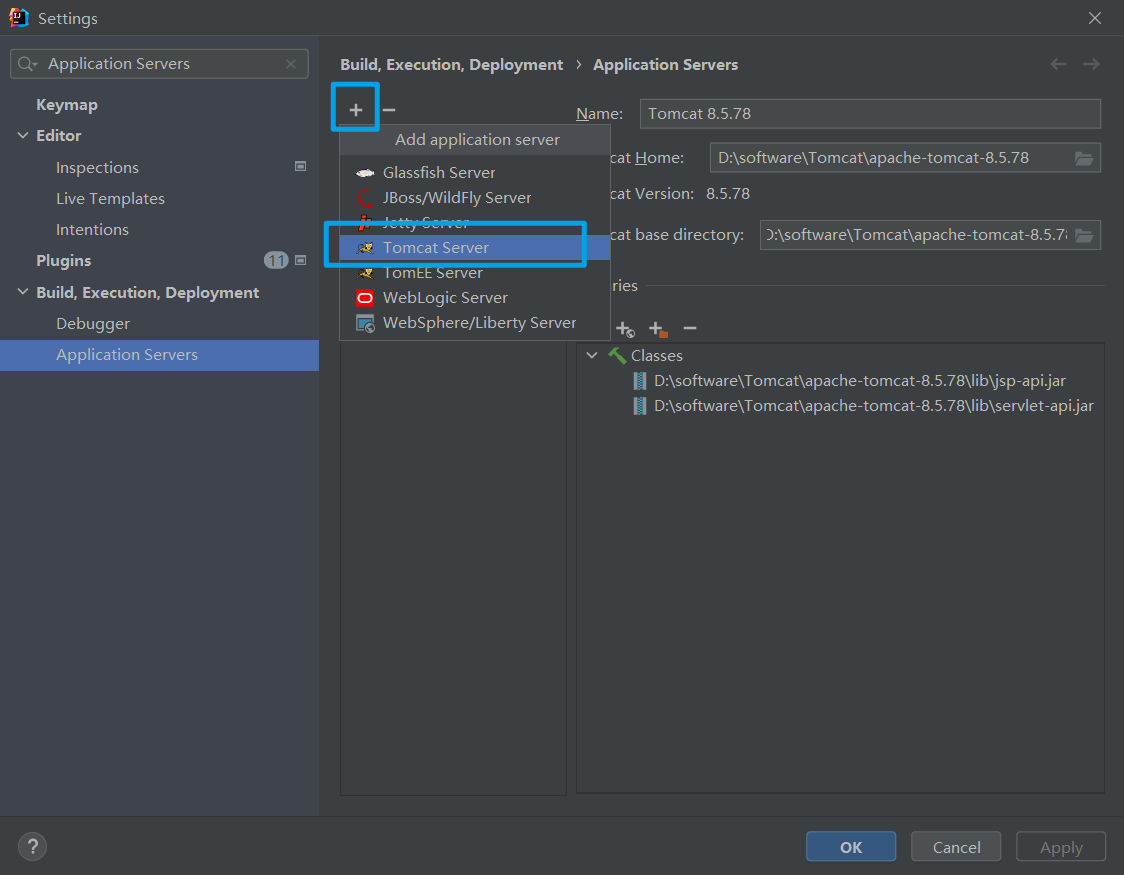 Settings
Application Servers
Keymap
Editor
Inspections
Live Templates
Intentions
Plugins
11
Build, Execution, Deployment
Debugger
Application Servers
Build, Execution, Deployment › Application Servers
Add application server
Glassfish Server
JBoss/WildFly Server
Jetty Server
Tomcat Server
TomEE Server
WebLogic Server
WebSphere/Liberty Server
Name: Tomcat 8.5.78
cat Home: D:\software\Tomcat\apache-tomcat-8.5.78
cat Version: 8.5.78
cat base directory: D:\software\Tomcat\apache-tomcat-8.5.78
ries
Classes
D:\software\Tomcat\apache-tomcat-8.5.78\lib\jsp-api.jar
D:\software\Tomcat\apache-tomcat-8.5.78\lib\servlet-api.jar
?
OK
Cancel
Apply